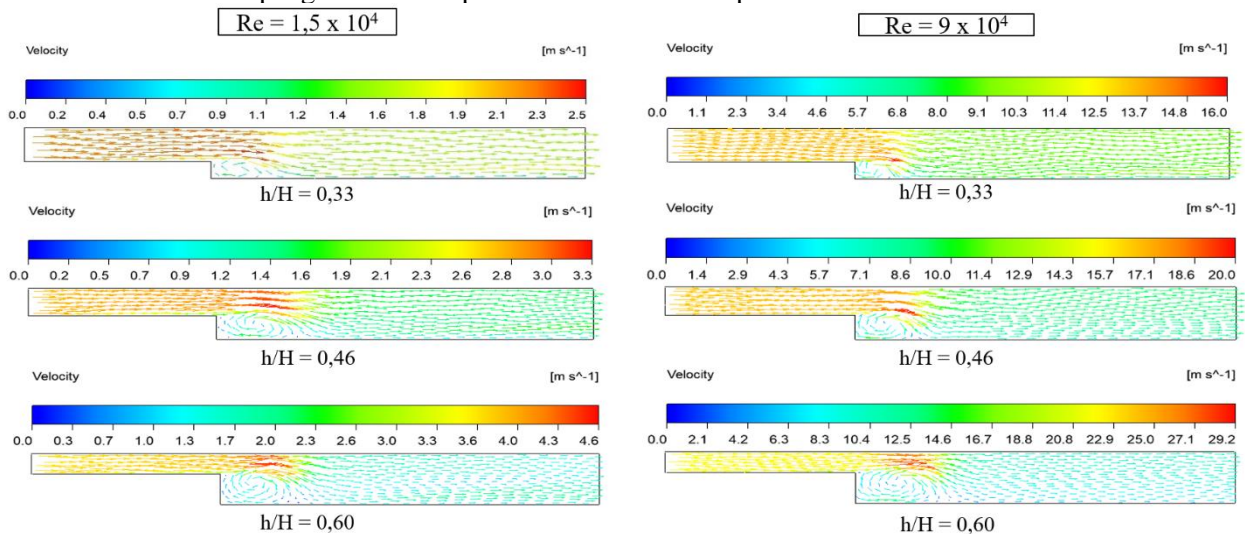 Re = 1,5 x 10⁴
Velocity [m s^-1]
0.0 0.2 0.4 0.5 0.7 0.9 1.1 1.2 1.4 1.6 1.8 1.9 2.1 2.3 2.5
h/H = 0,33
Velocity [m s^-1]
0.0 0.2 0.5 0.7 0.9 1.2 1.4 1.6 1.9 2.1 2.3 2.6 2.8 3.0 3.3
h/H = 0,46
Velocity [m s^-1]
0.0 0.3 0.7 1.0 1.3 1.7 2.0 2.3 2.6 3.0 3.3 3.6 4.0 4.3 4.6
h/H = 0,60
Re = 9 x 10⁴
Velocity [m s^-1]
0.0 1.1 2.3 3.4 4.6 5.7 6.8 8.0 9.1 10.3 11.4 12.5 13.7 14.8 16.0
h/H = 0,33
Velocity [m s^-1]
0.0 1.4 2.9 4.3 5.7 7.1 8.6 10.0 11.4 12.9 14.3 15.7 17.1 18.6 20.0
h/H = 0,46
Velocity [m s^-1]
0.0 2.1 4.2 6.3 8.3 10.4 12.5 14.6 16.7 18.8 20.8 22.9 25.0 27.1 29.2
h/H = 0,60